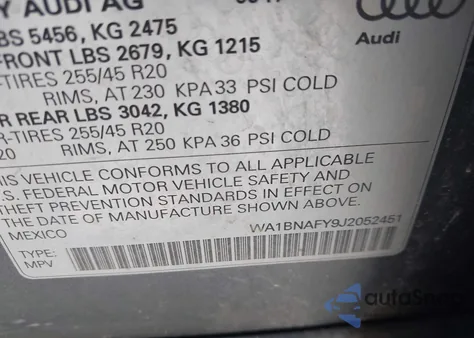 Y AUDI AG
BS 5456, KG 2475
Audi
FRONT LBS 2679, KG 1215
-TIRES 255/45 R20
RIMS, AT 230 KPA 33 PSI COLD
R REAR LBS 3042, KG 1380
R-TIRES 255/45 R20
20 RIMS, AT 250 KPA 36 PSI COLD
THIS VEHICLE CONFORMS TO ALL APPLICABLE
U.S. FEDERAL MOTOR VEHICLE SAFETY AND
THEFT PREVENTION STANDARDS IN EFFECT ON
DATE OF MANUFACTURE SHOWN ABOVE
MEXICO
WA1BNAFY9J2052451
TYPE:
MPV